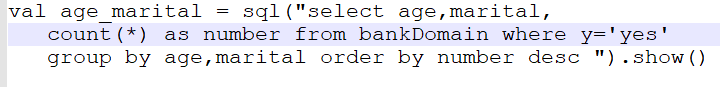 val age_marital = sql("select age,marital,
count(*) as number from bankDomain where y='yes'
group by age,marital order by number desc ").show()